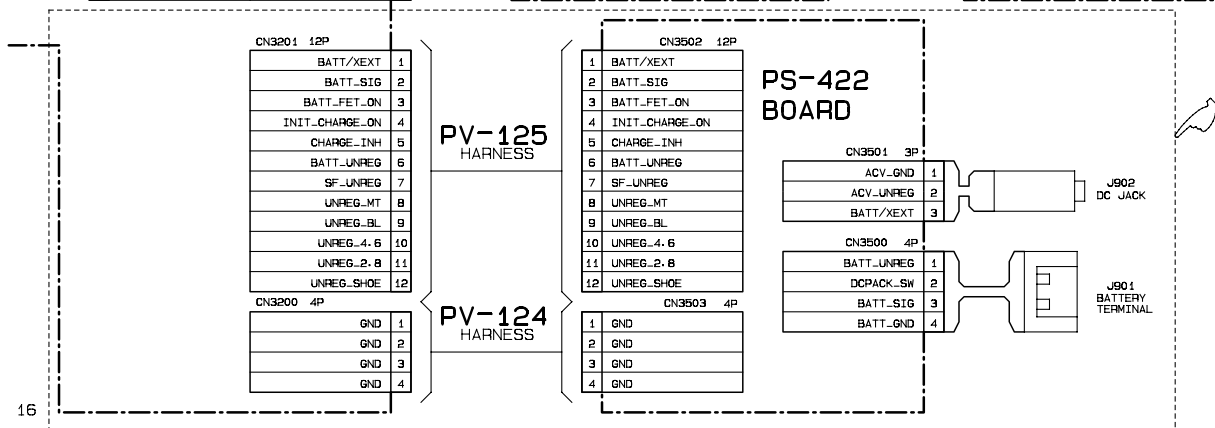 CN3201 12P
BATT/XEXT 1
BATT_SIG 2
BATT_FET_ON 3
INIT_CHARGE_ON 4
CHARGE_INH 5
BATT_UNREG 6
SF_UNREG 7
UNREG_MT 8
UNREG_BL 9
UNREG_4.6 10
UNREG_2.8 11
UNREG_SHOE 12
CN3200 4P
GND 1
GND 2
GND 3
GND 4
PV-125
HARNESS
PV-124
HARNESS
CN3502 12P
1 BATT/XEXT
2 BATT_SIG
3 BATT_FET_ON
4 INIT_CHARGE_ON
5 CHARGE_INH
6 BATT_UNREG
7 SF_UNREG
8 UNREG_MT
9 UNREG_BL
10 UNREG_4.6
11 UNREG_2.8
12 UNREG_SHOE
CN3503 4P
1 GND
2 GND
3 GND
4 GND
PS-422
BOARD
CN3501 3P
ACV_GND 1
ACV_UNREG 2
BATT/XEXT 3
J902
DC JACK
CN3500 4P
BATT_UNREG 1
DCPACK_SW 2
BATT_SIG 3
BATT_GND 4
J901
BATTERY
TERMINAL
16